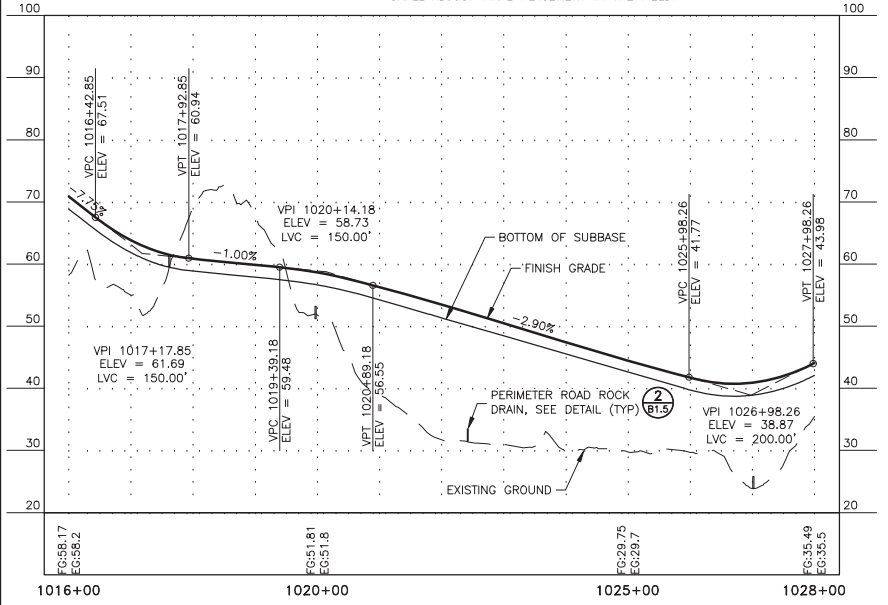 100
100
90
90
80
80
70
70
60
60
50
50
40
40
30
30
20
20
VPC 1016+42.85
ELEV = 67.51
VPT 1017+92.85
ELEV = 60.94
-7.75%
VPI 1020+14.18
ELEV = 58.73
LVC = 150.00'
-1.00%
BOTTOM OF SUBBASE
FINISH GRADE
VPC 1025+98.26
ELEV = 41.77
VPT 1027+98.26
ELEV = 43.98
-2.90%
VPI 1017+17.85
ELEV = 61.69
LVC = 150.00'
VPC 1019+39.18
ELEV = 59.48
VPT 1020+89.18
ELEV = 56.55
PERIMETER ROAD ROCK
DRAIN, SEE DETAIL (TYP)
2
B1.5
VPI 1026+98.26
ELEV = 38.87
LVC = 200.00'
EXISTING GROUND
FG:58.17
EG:58.2
FG:51.81
EG:51.8
FG:29.75
EG:29.7
FG:35.49
EG:35.5
1016+00
1020+00
1025+00
1028+00